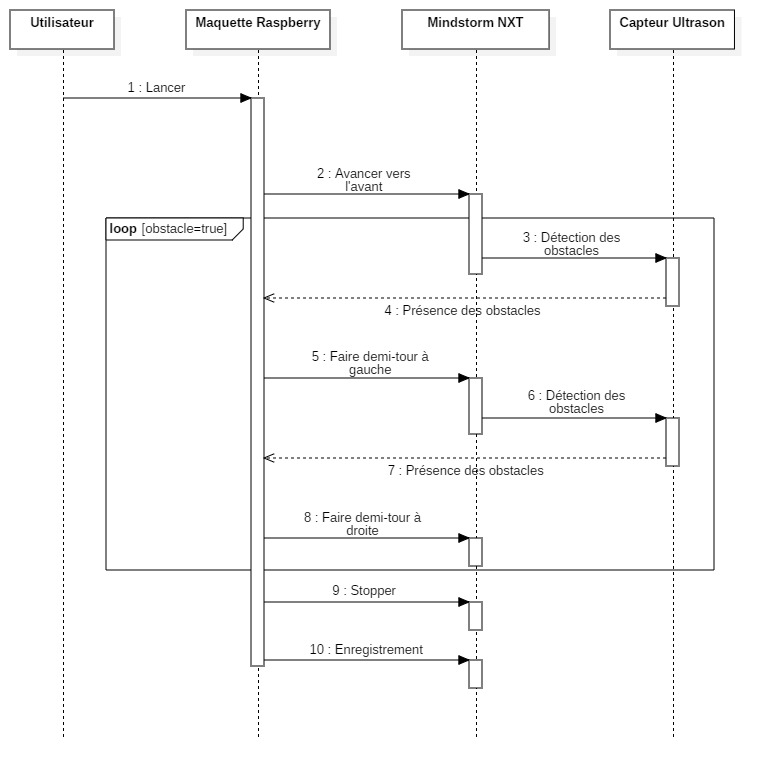 Utilisateur
Maquette Raspberry
Mindstorm NXT
Capteur Ultrason
1 : Lancer
2 : Avancer vers
l'avant
loop [obstacle=true]
3 : Détection des
obstacles
4 : Présence des obstacles
5 : Faire demi-tour à
gauche
6 : Détection des
obstacles
7 : Présence des obstacles
8 : Faire demi-tour à
droite
9 : Stopper
10 : Enregistrement